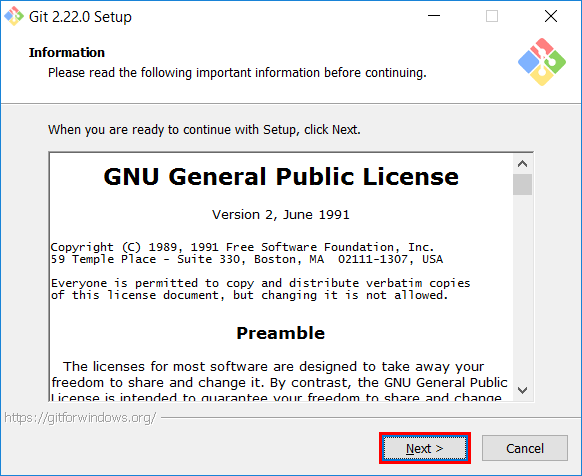 Git 2.22.0 Setup
Information
Please read the following important information before continuing.
When you are ready to continue with Setup, click Next.
GNU General Public License
Version 2, June 1991
Copyright (C) 1989, 1991 Free Software Foundation, Inc.
59 Temple Place - Suite 330, Boston, MA  02111-1307, USA
Everyone is permitted to copy and distribute verbatim copies
of this license document, but changing it is not allowed.
Preamble
The licenses for most software are designed to take away your
freedom to share and change it. By contrast, the GNU General Public
License is intended to guarantee your freedom to share and change
https://gitforwindows.org/
Next >
Cancel